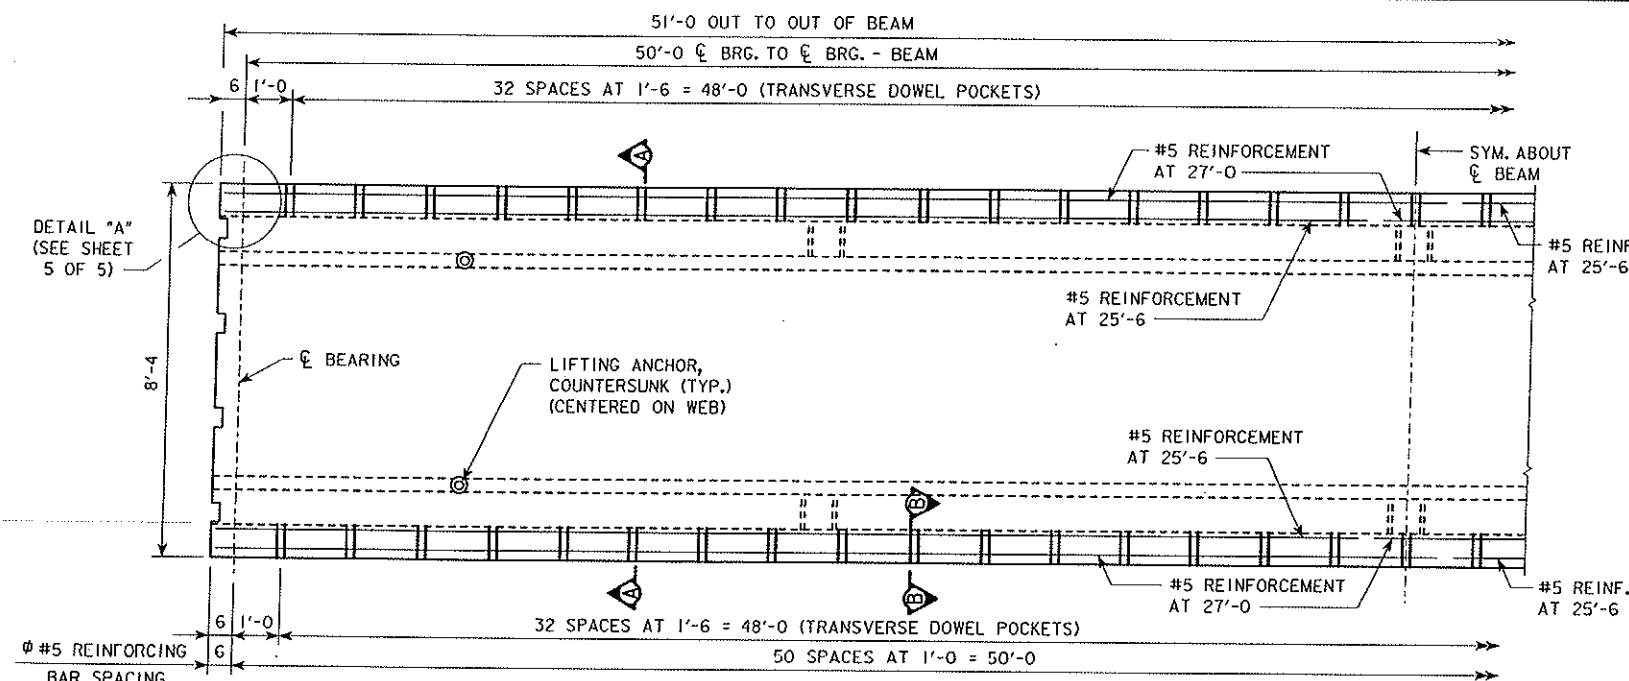 51'-0 OUT TO OUT OF BEAM
50'-0 ℄ BRG. TO ℄ BRG. - BEAM
6 1'-0 32 SPACES AT 1'-6 = 48'-0 (TRANSVERSE DOWEL POCKETS)
A
#5 REINFORCEMENT
AT 27'-0
SYM. ABOUT
℄ BEAM
DETAIL "A"
(SEE SHEET
5 OF 5)
#5 REINF
AT 25'-6
#5 REINFORCEMENT
AT 25'-6
8'-4
℄ BEARING
LIFTING ANCHOR,
COUNTERSUNK (TYP.)
(CENTERED ON WEB)
#5 REINFORCEMENT
AT 25'-6
B
A
B
#5 REINFORCEMENT
AT 27'-0
#5 REINF.
AT 25'-6
6 1'-0 32 SPACES AT 1'-6 = 48'-0 (TRANSVERSE DOWEL POCKETS)
Φ #5 REINFORCING
BAR SPACING
6 50 SPACES AT 1'-0 = 50'-0